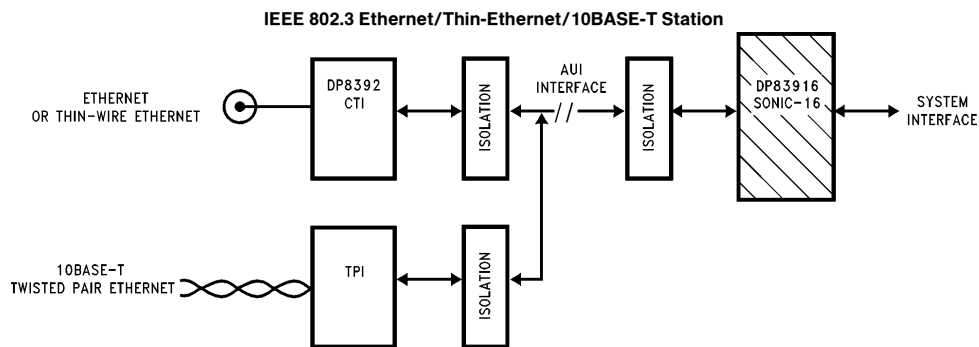 IEEE 802.3 Ethernet/Thin-Ethernet/10BASE-T Station
ETHERNET
OR THIN-WIRE ETHERNET
DP8392
CTI
ISOLATION
AUI
INTERFACE
ISOLATION
DP83916
SONIC-16
SYSTEM
INTERFACE
10BASE-T
TWISTED PAIR ETHERNET
TPI
ISOLATION